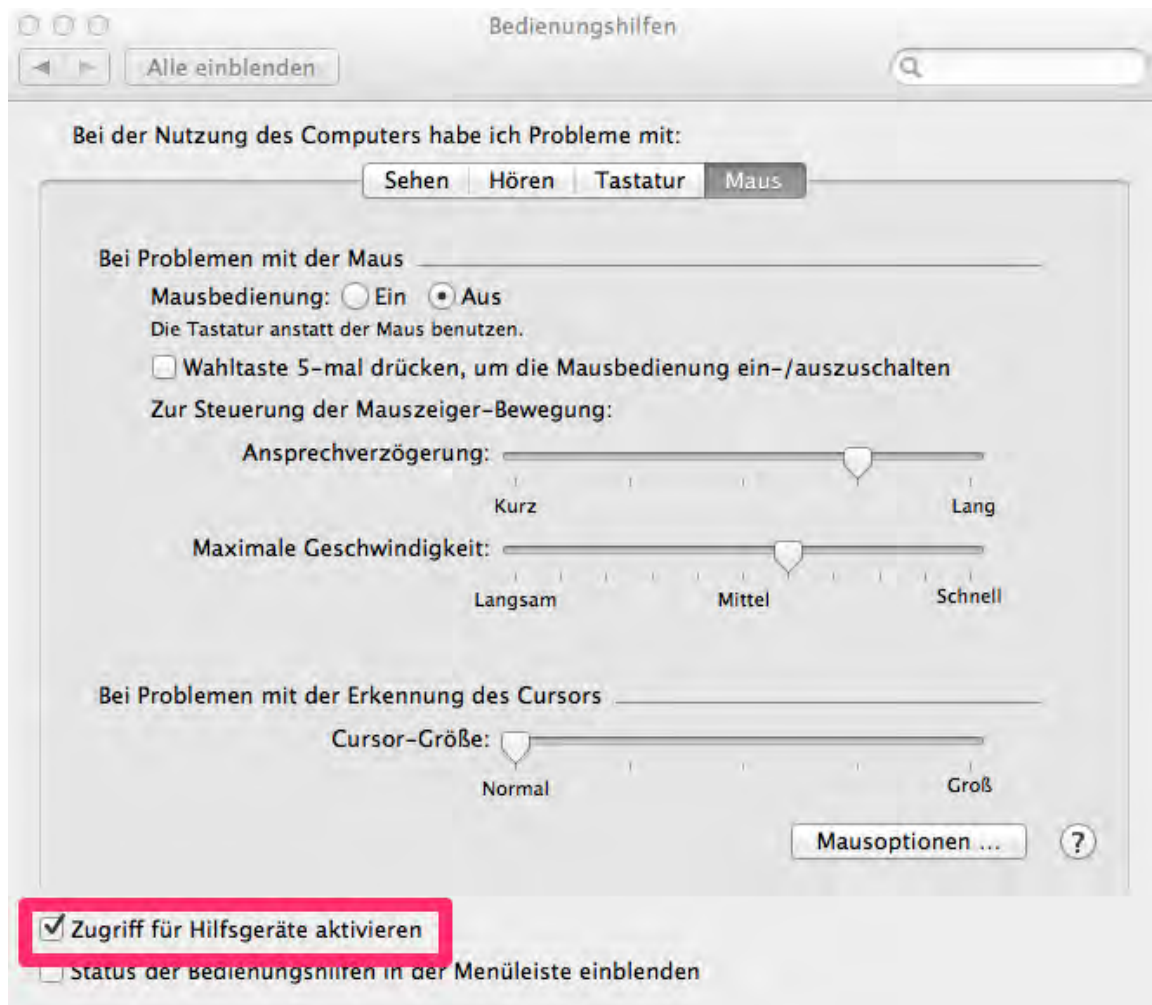 Bedienungshilfen
Alle einblenden
Bei der Nutzung des Computers habe ich Probleme mit:
Sehen Hören Tastatur Maus
Bei Problemen mit der Maus
Mausbedienung: Ein Aus
Die Tastatur anstatt der Maus benutzen.
Wahltaste 5-mal drücken, um die Mausbedienung ein-/auszuschalten
Zur Steuerung der Mauszeiger-Bewegung:
Ansprechverzögerung:
Kurz Lang
Maximale Geschwindigkeit:
Langsam Mittel Schnell
Bei Problemen mit der Erkennung des Cursors
Cursor-Größe:
Normal Groß
Mausoptionen ... ?
Zugriff für Hilfsgeräte aktivieren
Status der Bedienungshilfen in der Menüleiste einblenden